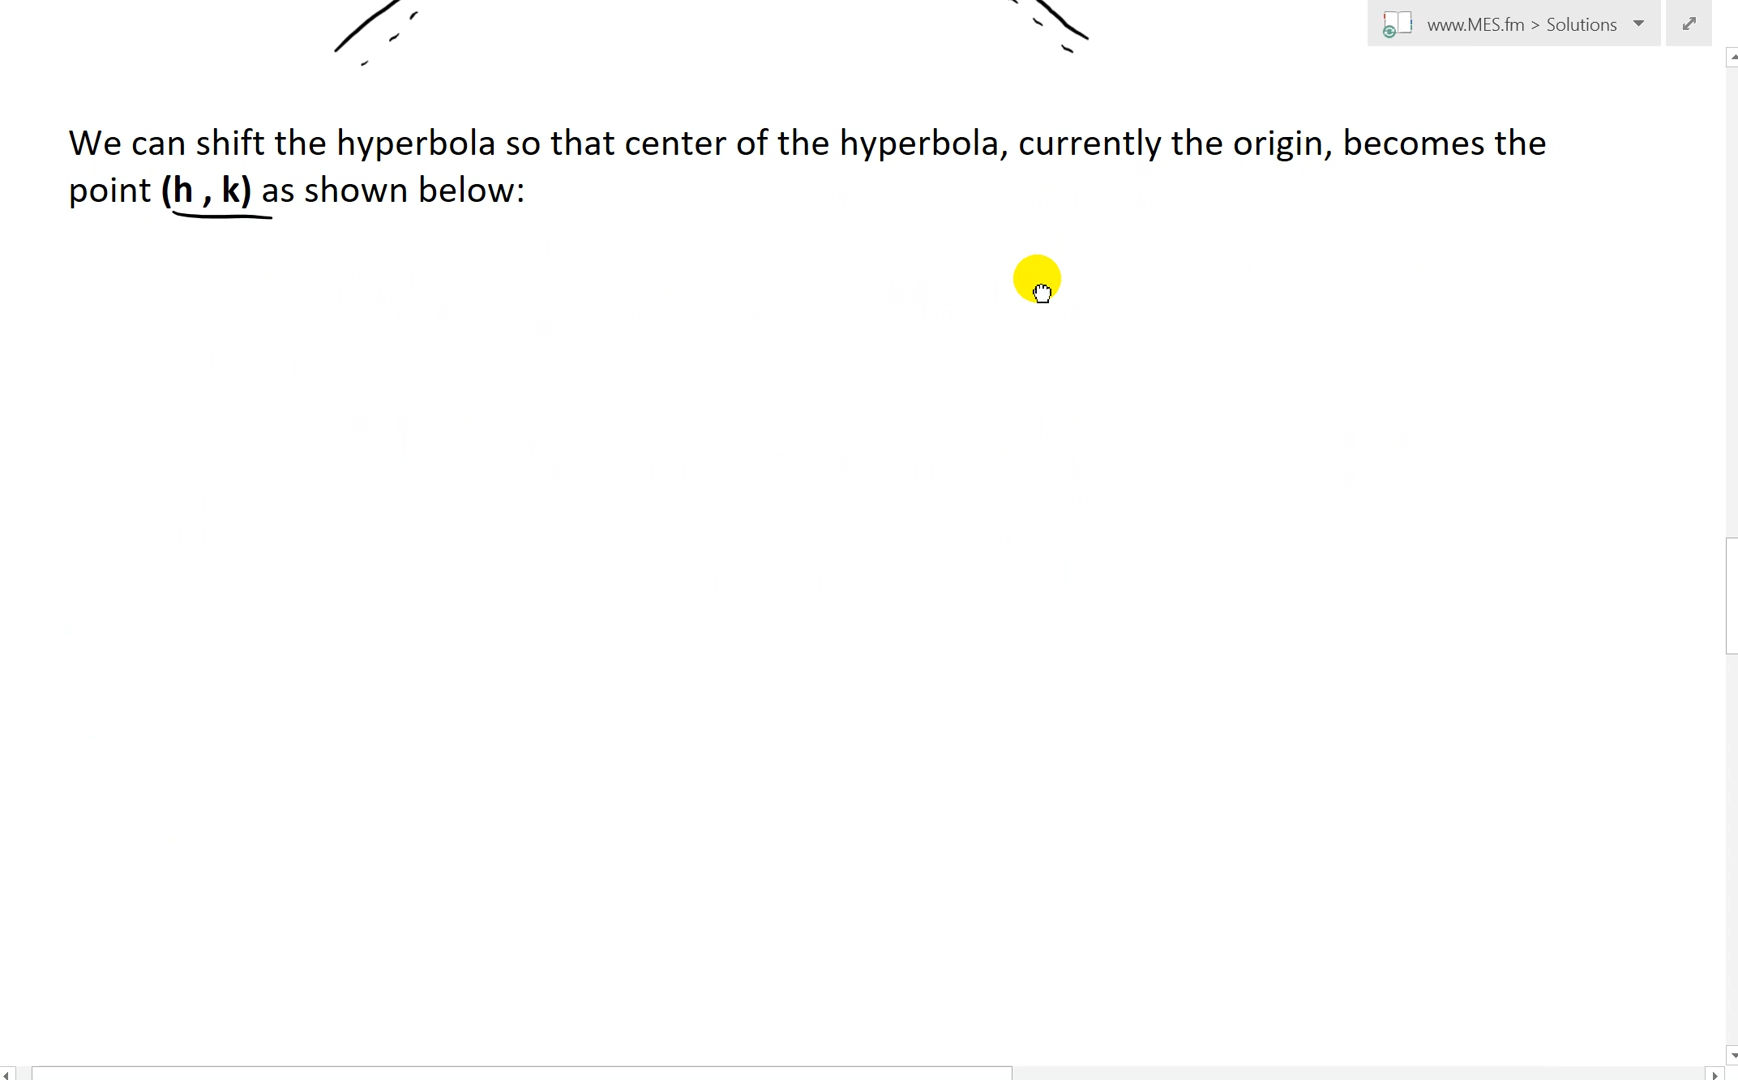 www.MES.fm > Solutions
We can shift the hyperbola so that center of the hyperbola, currently the origin, becomes the
point (h , k) as shown below: